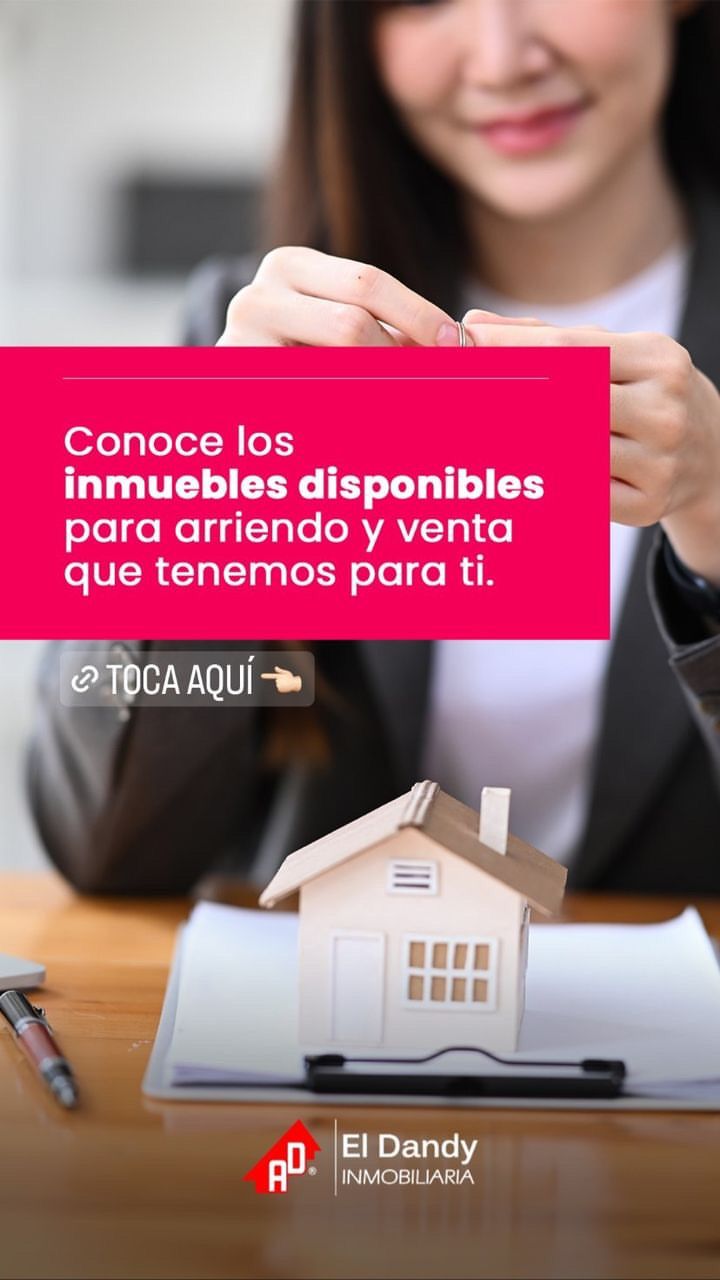 Conoce los
inmuebles disponibles
para arriendo y venta
que tenemos para ti.
TOCA AQUÍ
AD®
El Dandy
INMOBILIARIA